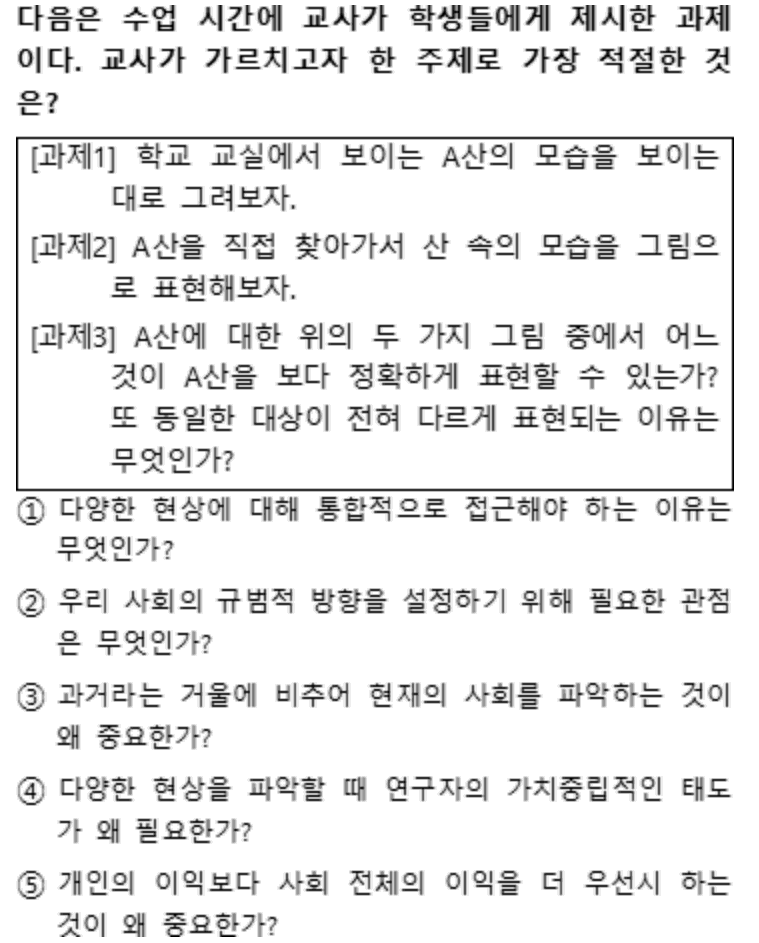 다음은 수업 시간에 교사가 학생들에게 제시한 과제
이다. 교사가 가르치고자 한 주제로 가장 적절한 것
은?
[과제1] 학교 교실에서 보이는 A산의 모습을 보이는
대로 그려보자.
[과제2] A산을 직접 찾아가서 산 속의 모습을 그림으
로 표현해보자.
[과제3] A산에 대한 위의 두 가지 그림 중에서 어느
것이 A산을 보다 정확하게 표현할 수 있는가?
또 동일한 대상이 전혀 다르게 표현되는 이유는
무엇인가?
① 다양한 현상에 대해 통합적으로 접근해야 하는 이유는
무엇인가?
② 우리 사회의 규범적 방향을 설정하기 위해 필요한 관점
은 무엇인가?
③ 과거라는 거울에 비추어 현재의 사회를 파악하는 것이
왜 중요한가?
④ 다양한 현상을 파악할 때 연구자의 가치중립적인 태도
가 왜 필요한가?
⑤ 개인의 이익보다 사회 전체의 이익을 더 우선시 하는
것이 왜 중요한가?